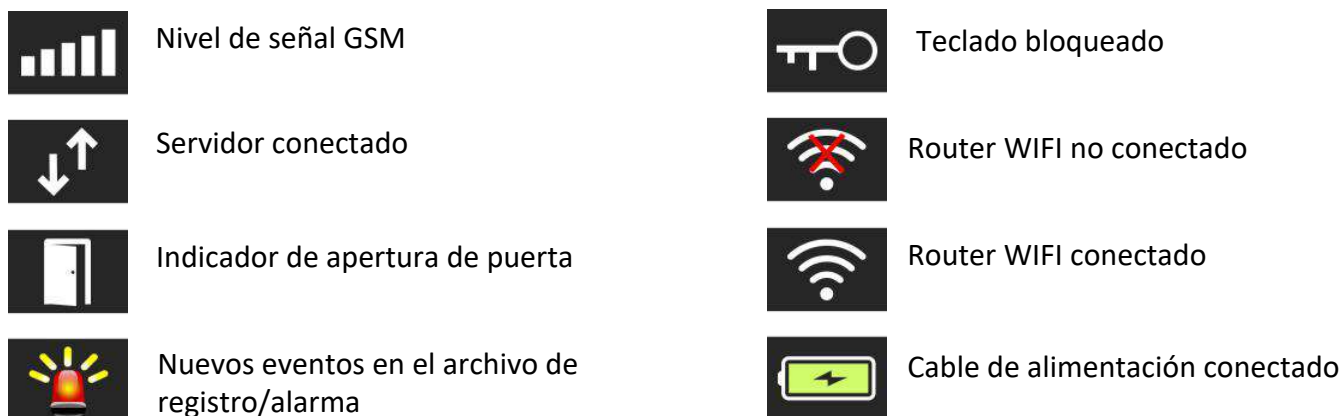 Nivel de señal GSM
Servidor conectado
Indicador de apertura de puerta
Nuevos eventos en el archivo de
registro/alarma
Teclado bloqueado
Router WIFI no conectado
Router WIFI conectado
Cable de alimentación conectado